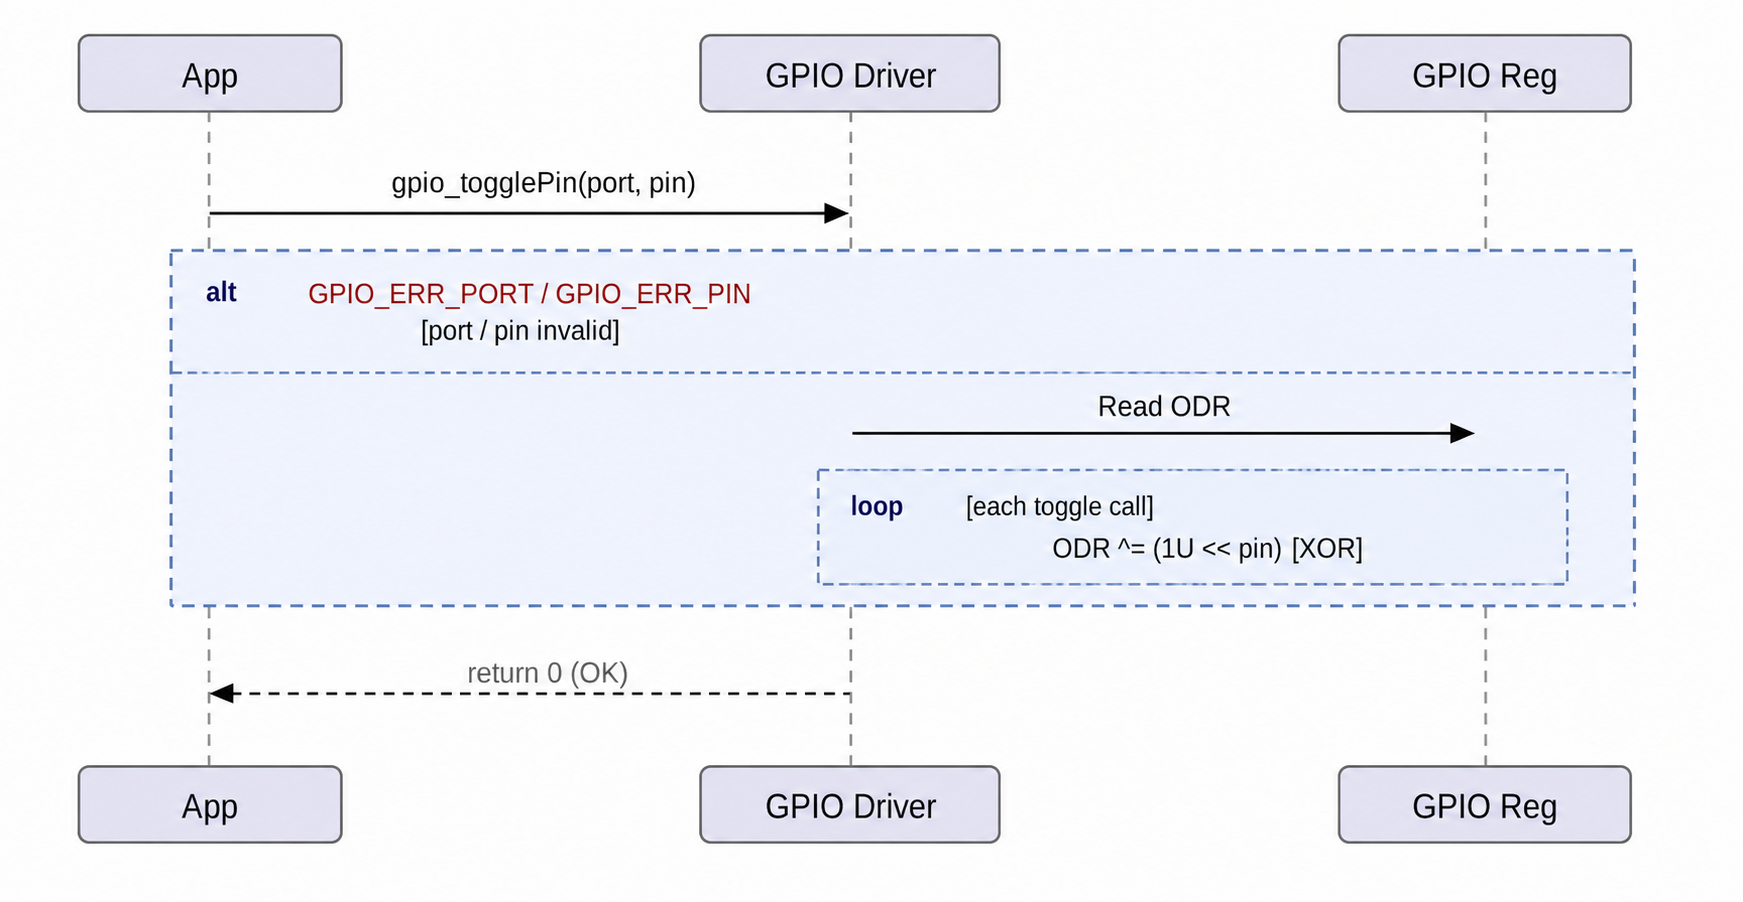 App
GPIO Driver
GPIO Reg
gpio_togglePin(port, pin)
alt
GPIO_ERR_PORT / GPIO_ERR_PIN
[port / pin invalid]
Read ODR
loop
[each toggle call]
ODR ^= (1U << pin) [XOR]
return 0 (OK)
App
GPIO Driver
GPIO Reg